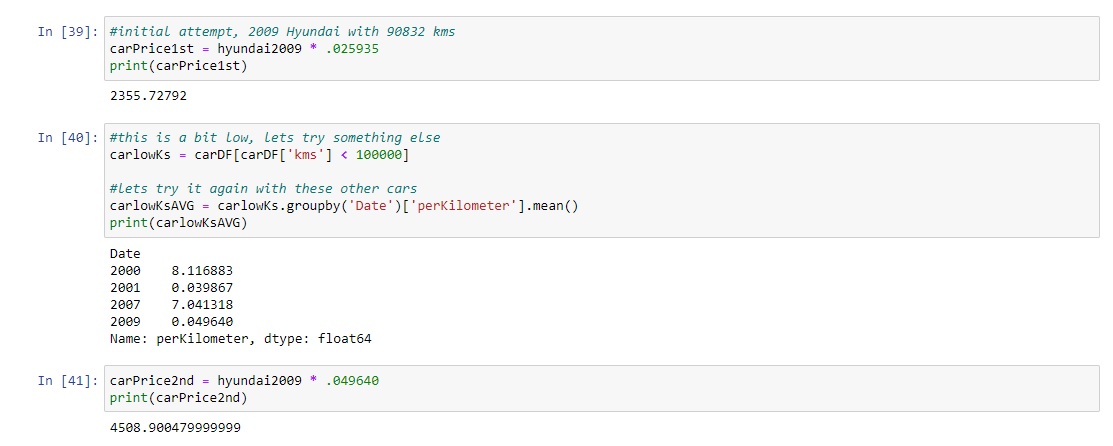 In [39]: #initial attempt, 2009 Hyundai with 90832 kms
carPrice1st = hyundai2009 * .025935
print(carPrice1st)
2355.72792
In [40]: #this is a bit low, lets try something else
carlowKs = carDF[carDF['kms'] < 100000]
#lets try it again with these other cars
carlowKsAVG = carlowKs.groupby('Date')['perKilometer'].mean()
print(carlowKsAVG)
Date
2000    8.116883
2001    0.039867
2007    7.041318
2009    0.049640
Name: perKilometer, dtype: float64
In [41]: carPrice2nd = hyundai2009 * .049640
print(carPrice2nd)
4508.900479999999